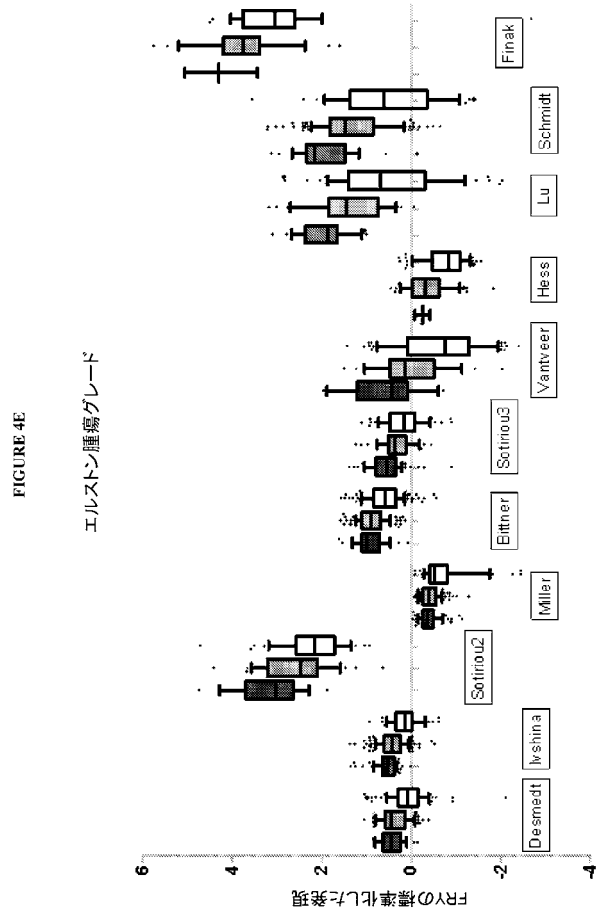 FIGURE 4E
エルストン腫瘍グレード
FRYの標準化した発現
6
4
2
0
-2
-4
Desmedt
Ivshina
Sotiriou2
Miller
Bittner
Sotiriou3
Vantveer
Hess
Lu
Schmidt
Finak